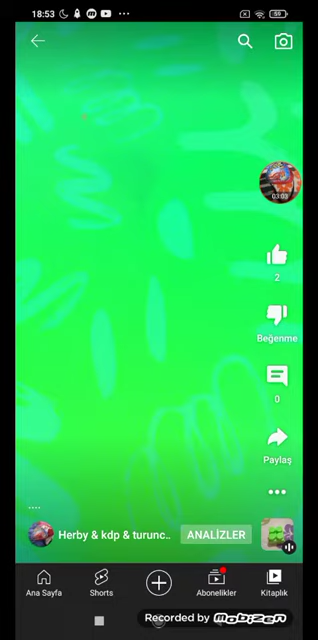 18:53
59
03:03
2
Beğenme
0
Paylaş
....
Herby & kdp & turunc.. ANALİZLER
Ana Sayfa Shorts Abonelikler Kitaplık
Recorded by mobizen